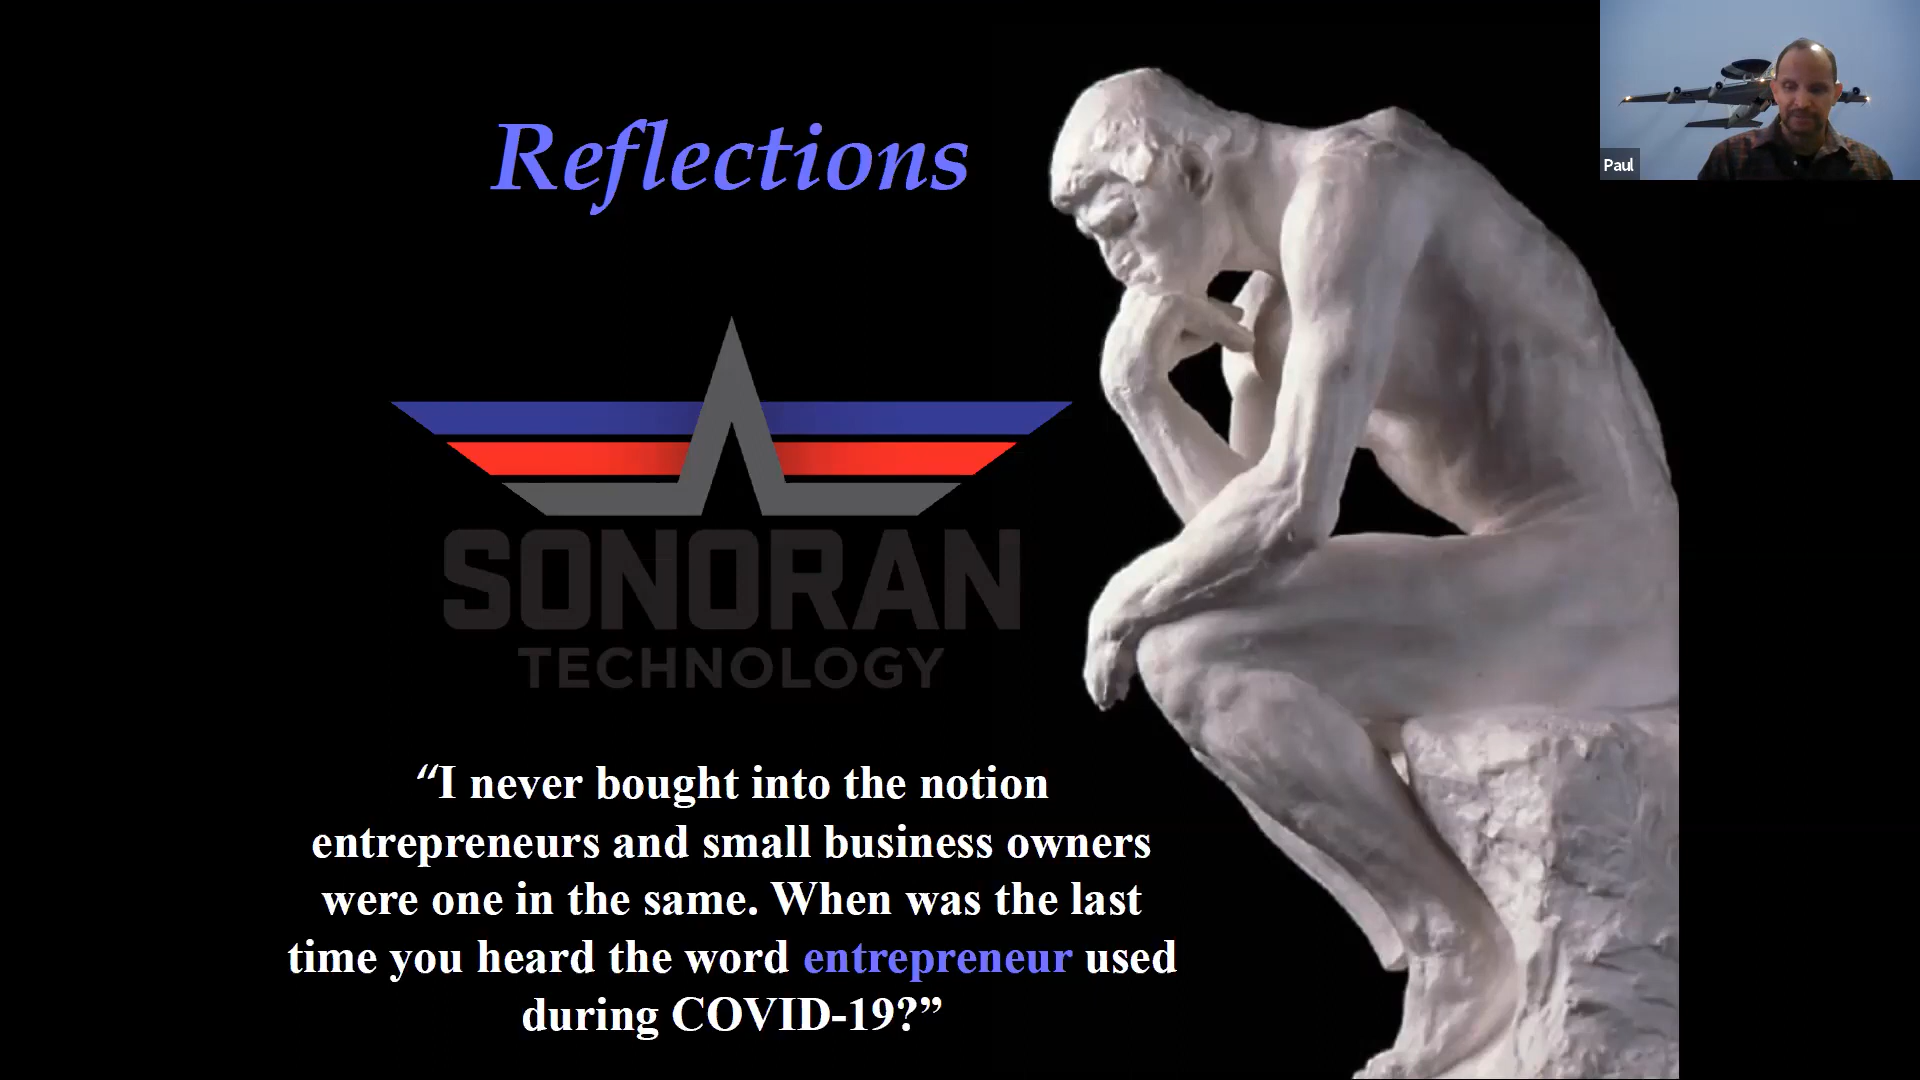 Reflections
Paul
SONORAN
TECHNOLOGY
“I never bought into the notion
entrepreneurs and small business owners
were one in the same. When was the last
time you heard the word entrepreneur used
during COVID-19?”